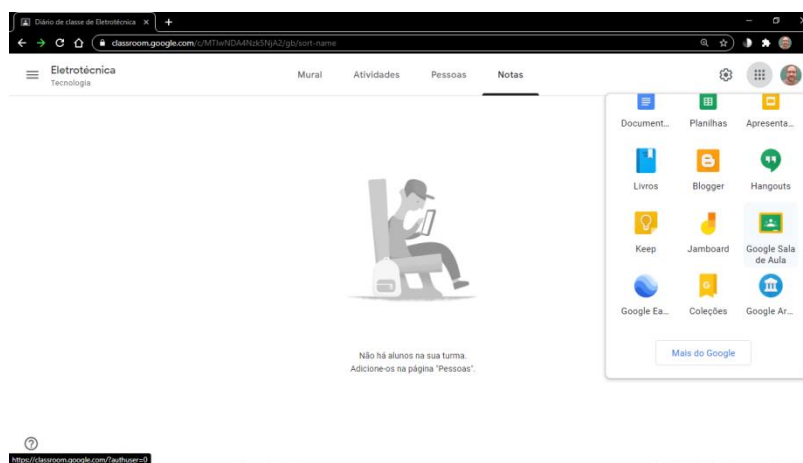 Diário de classe de Eletrotécnica
classroom.google.com/c/MTIwNDA4Nzk5NjA2/gb/sort-name
Eletrotécnica
Tecnologia
Mural Atividades Pessoas Notas
Document... Planilhas Apresenta...
Livros Blogger Hangouts
Keep Jamboard Google Sala
de Aula
Google Ea... Coleções Google Ar...
Mais do Google
Não há alunos na sua turma.
Adicione-os na página "Pessoas".
https://classroom.google.com/?authuser=0